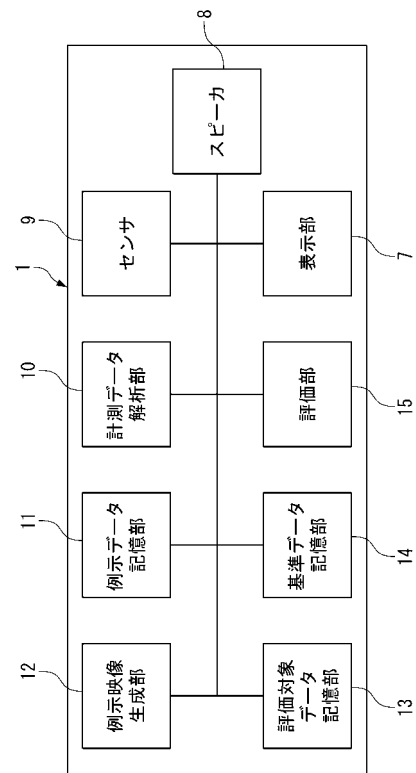 1
12
11
10
9
例示映像
生成部
例示データ
記憶部
計測データ
解析部
センサ
スピーカ
8
評価対象
データ
記憶部
基準データ
記憶部
評価部
表示部
13
14
15
7